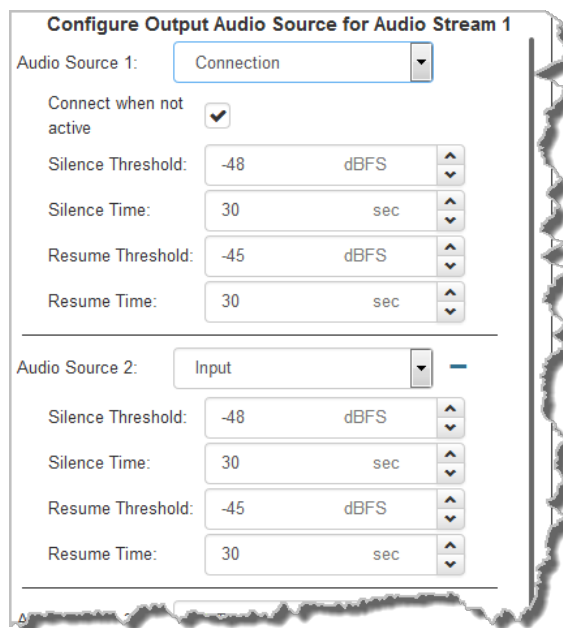 Configure Output Audio Source for Audio Stream 1
Audio Source 1: Connection
Connect when not
active
Silence Threshold: -48 dBFS
Silence Time: 30 sec
Resume Threshold: -45 dBFS
Resume Time: 30 sec
Audio Source 2: Input
Silence Threshold: -48 dBFS
Silence Time: 30 sec
Resume Threshold: -45 dBFS
Resume Time: 30 sec